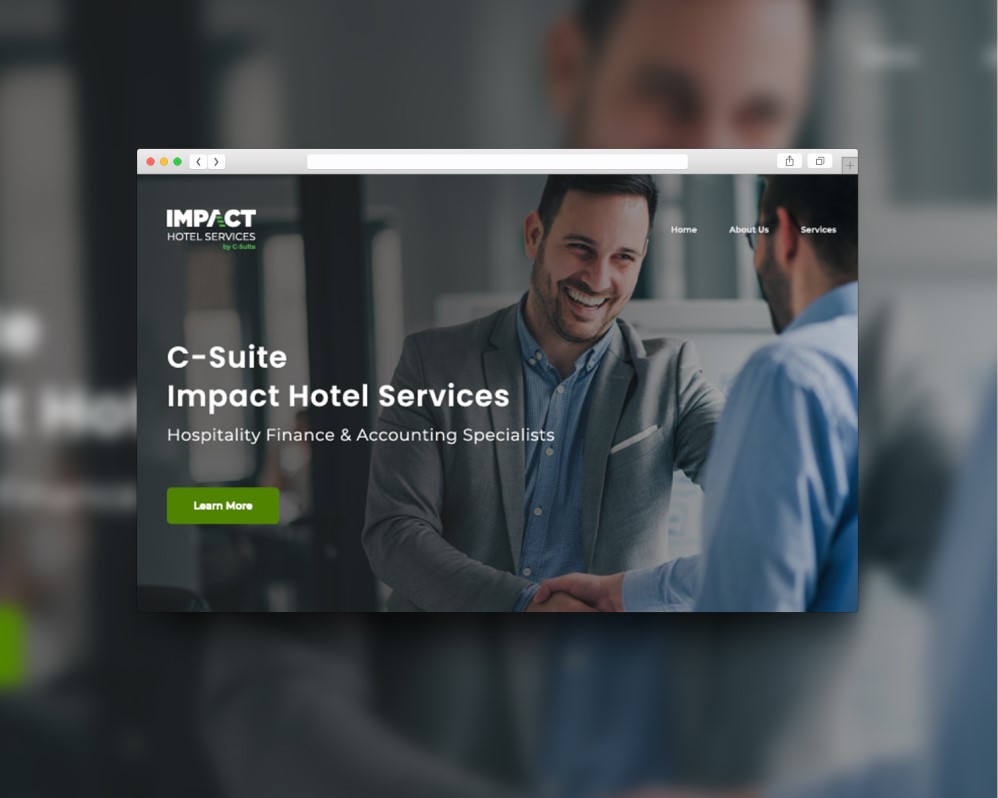 IMPACT
HOTEL SERVICES
by C-Suite
Home
About Us
Services
C-Suite
Impact Hotel Services
Hospitality Finance & Accounting Specialists
Learn More